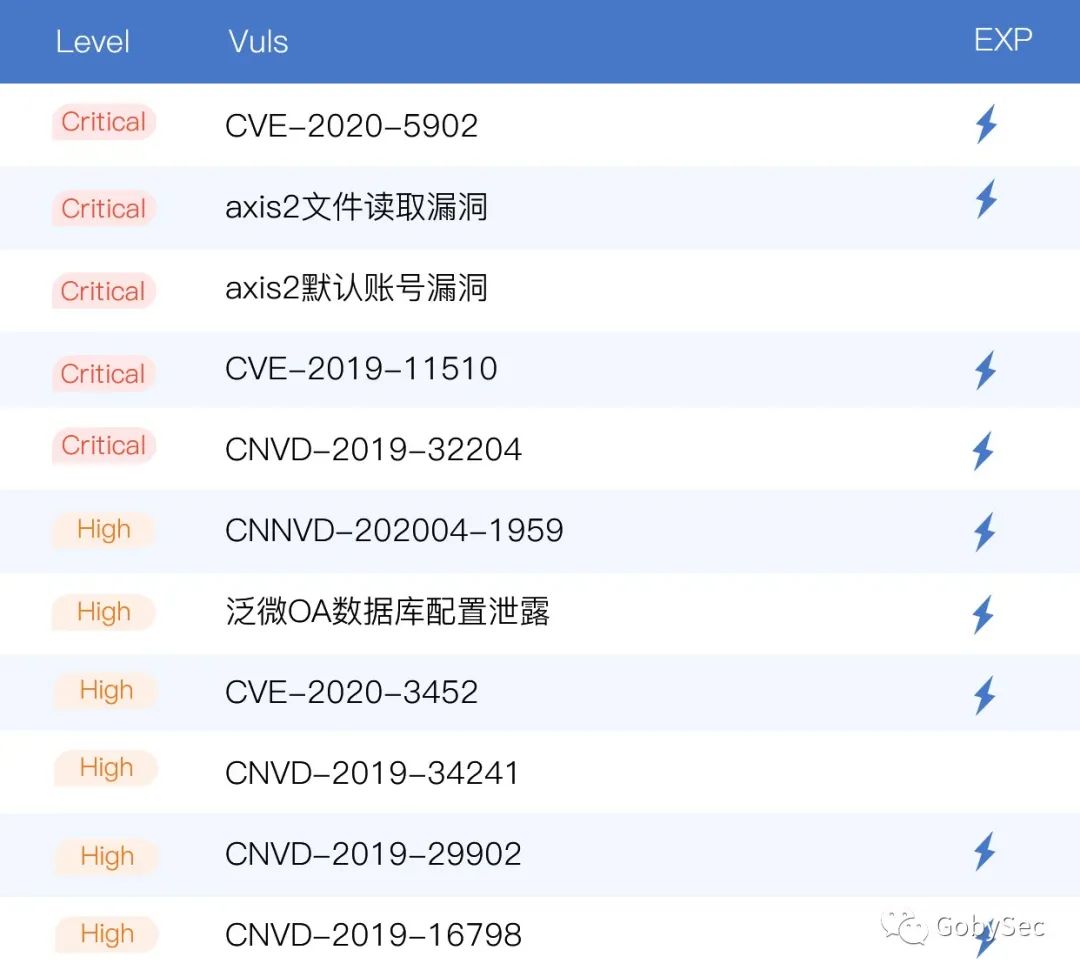 Level Vuls EXP
Critical CVE-2020-5902
Critical axis2文件读取漏洞
Critical axis2默认账号漏洞
Critical CVE-2019-11510
Critical CNVD-2019-32204
High CNNVD-202004-1959
High 泛微OA数据库配置泄露
High CVE-2020-3452
High CNVD-2019-34241
High CNVD-2019-29902
High CNVD-2019-16798
GobySec